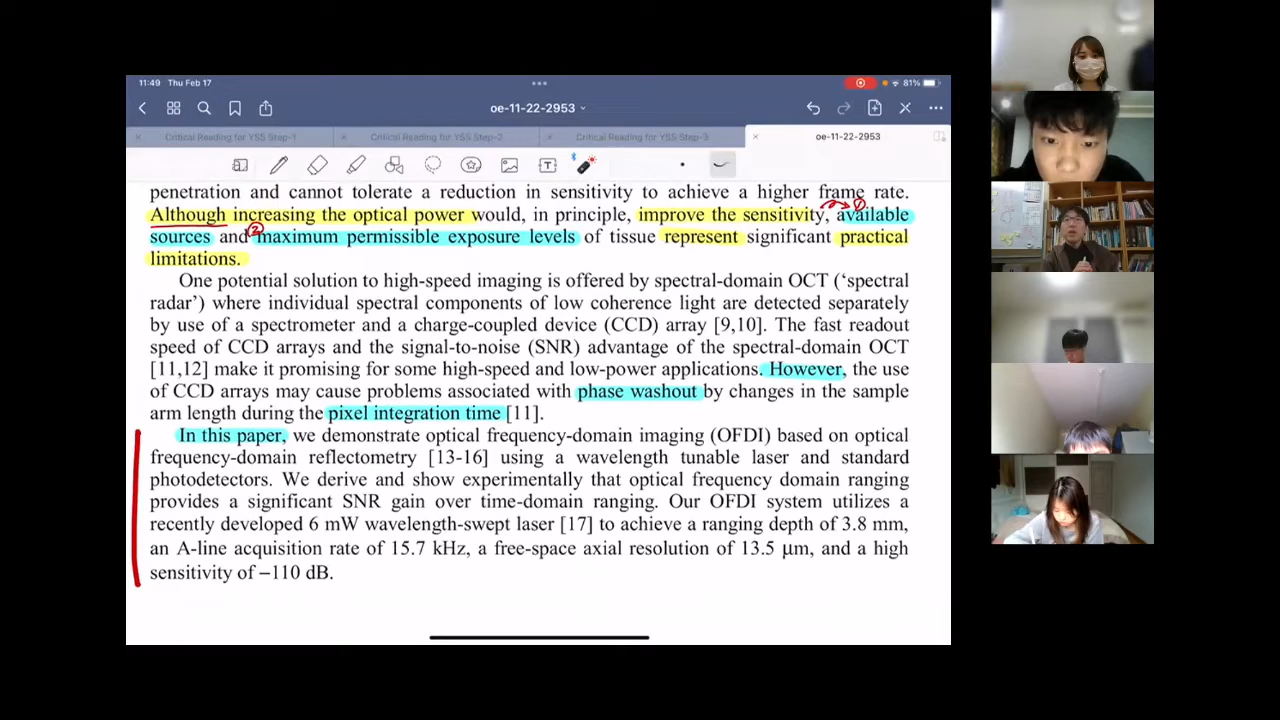 11:49 Thu Feb 17
81%
oe-11-22-2953
Critical Reading for YSS Step-1
Critical Reading for YSS Step-2
Critical Reading for YSS Step-3
oe-11-22-2953
T
penetration and cannot tolerate a reduction in sensitivity to achieve a higher frame rate.
Although increasing the optical power would, in principle, improve the sensitivity, ① available
sources and ② maximum permissible exposure levels of tissue represent significant practical
limitations.
One potential solution to high-speed imaging is offered by spectral-domain OCT (‘spectral
radar’) where individual spectral components of low coherence light are detected separately
by use of a spectrometer and a charge-coupled device (CCD) array [9,10]. The fast readout
speed of CCD arrays and the signal-to-noise (SNR) advantage of the spectral-domain OCT
[11,12] make it promising for some high-speed and low-power applications. However, the use
of CCD arrays may cause problems associated with phase washout by changes in the sample
arm length during the pixel integration time [11].
In this paper, we demonstrate optical frequency-domain imaging (OFDI) based on optical
frequency-domain reflectometry [13-16] using a wavelength tunable laser and standard
photodetectors. We derive and show experimentally that optical frequency domain ranging
provides a significant SNR gain over time-domain ranging. Our OFDI system utilizes a
recently developed 6 mW wavelength-swept laser [17] to achieve a ranging depth of 3.8 mm,
an A-line acquisition rate of 15.7 kHz, a free-space axial resolution of 13.5 μm, and a high
sensitivity of −110 dB.